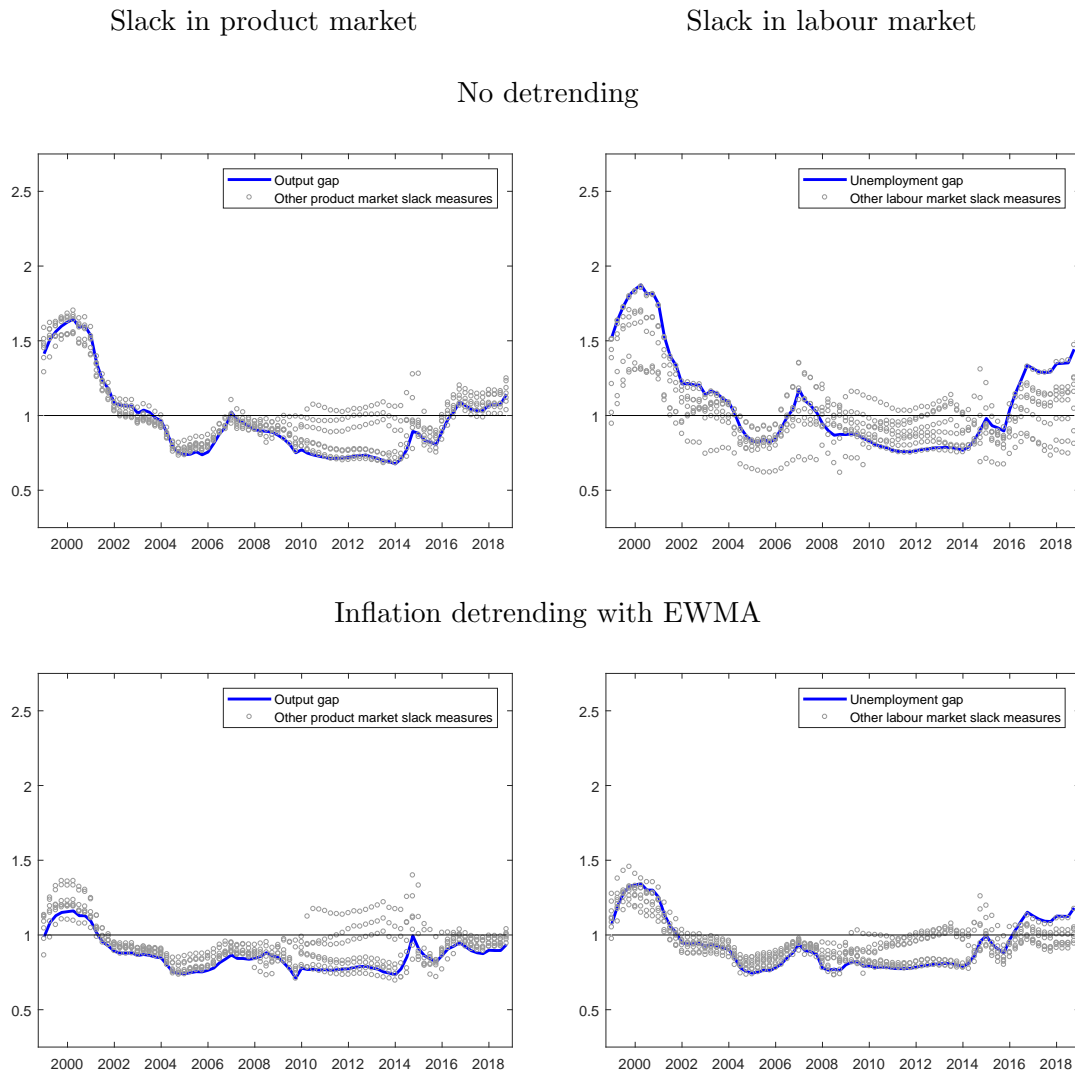 Slack in product market
Slack in labour market
No detrending
2.5
2
1.5
1
0.5
Output gap
Other product market slack measures
2000 2002 2004 2006 2008 2010 2012 2014 2016 2018
Unemployment gap
Other labour market slack measures
2.5
2
1.5
1
0.5
2000 2002 2004 2006 2008 2010 2012 2014 2016 2018
Inflation detrending with EWMA
2.5
2
1.5
1
0.5
Output gap
Other product market slack measures
2000 2002 2004 2006 2008 2010 2012 2014 2016 2018
Unemployment gap
Other labour market slack measures
2.5
2
1.5
1
0.5
2000 2002 2004 2006 2008 2010 2012 2014 2016 2018